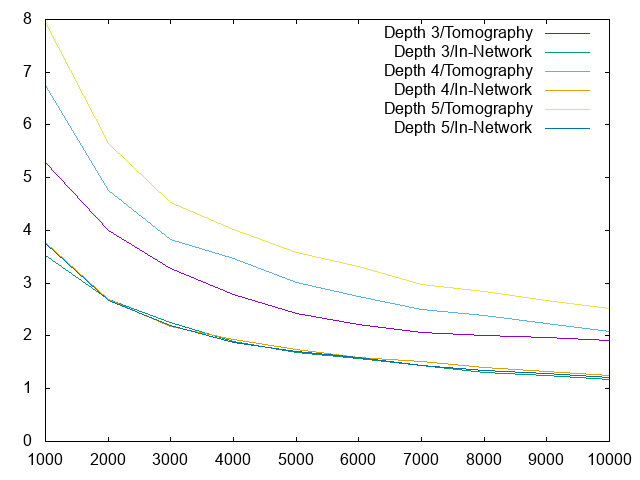 8
7
6
5
4
3
2
1
0
Depth 3/Tomography
Depth 3/In-Network
Depth 4/Tomography
Depth 4/In-Network
Depth 5/Tomography
Depth 5/In-Network
1000 2000 3000 4000 5000 6000 7000 8000 9000 10000